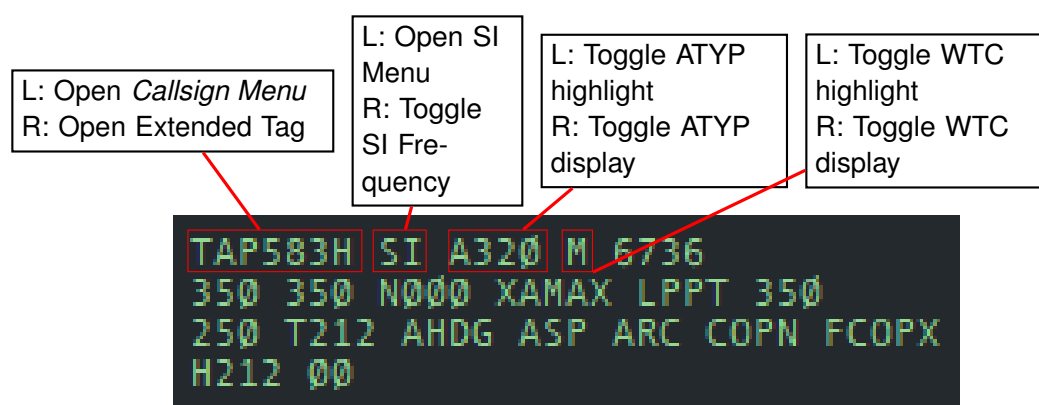 L: Open Callsign Menu
R: Open Extended Tag
L: Open SI
Menu
R: Toggle
SI Fre-
quency
L: Toggle ATYP
highlight
R: Toggle ATYP
display
L: Toggle WTC
highlight
R: Toggle WTC
display
TAP583H SI A320 M 6736
350 350 N000 XAMAX LPPT 350
250 T212 AHDG ASP ARC COPN FCOPX
H212 00